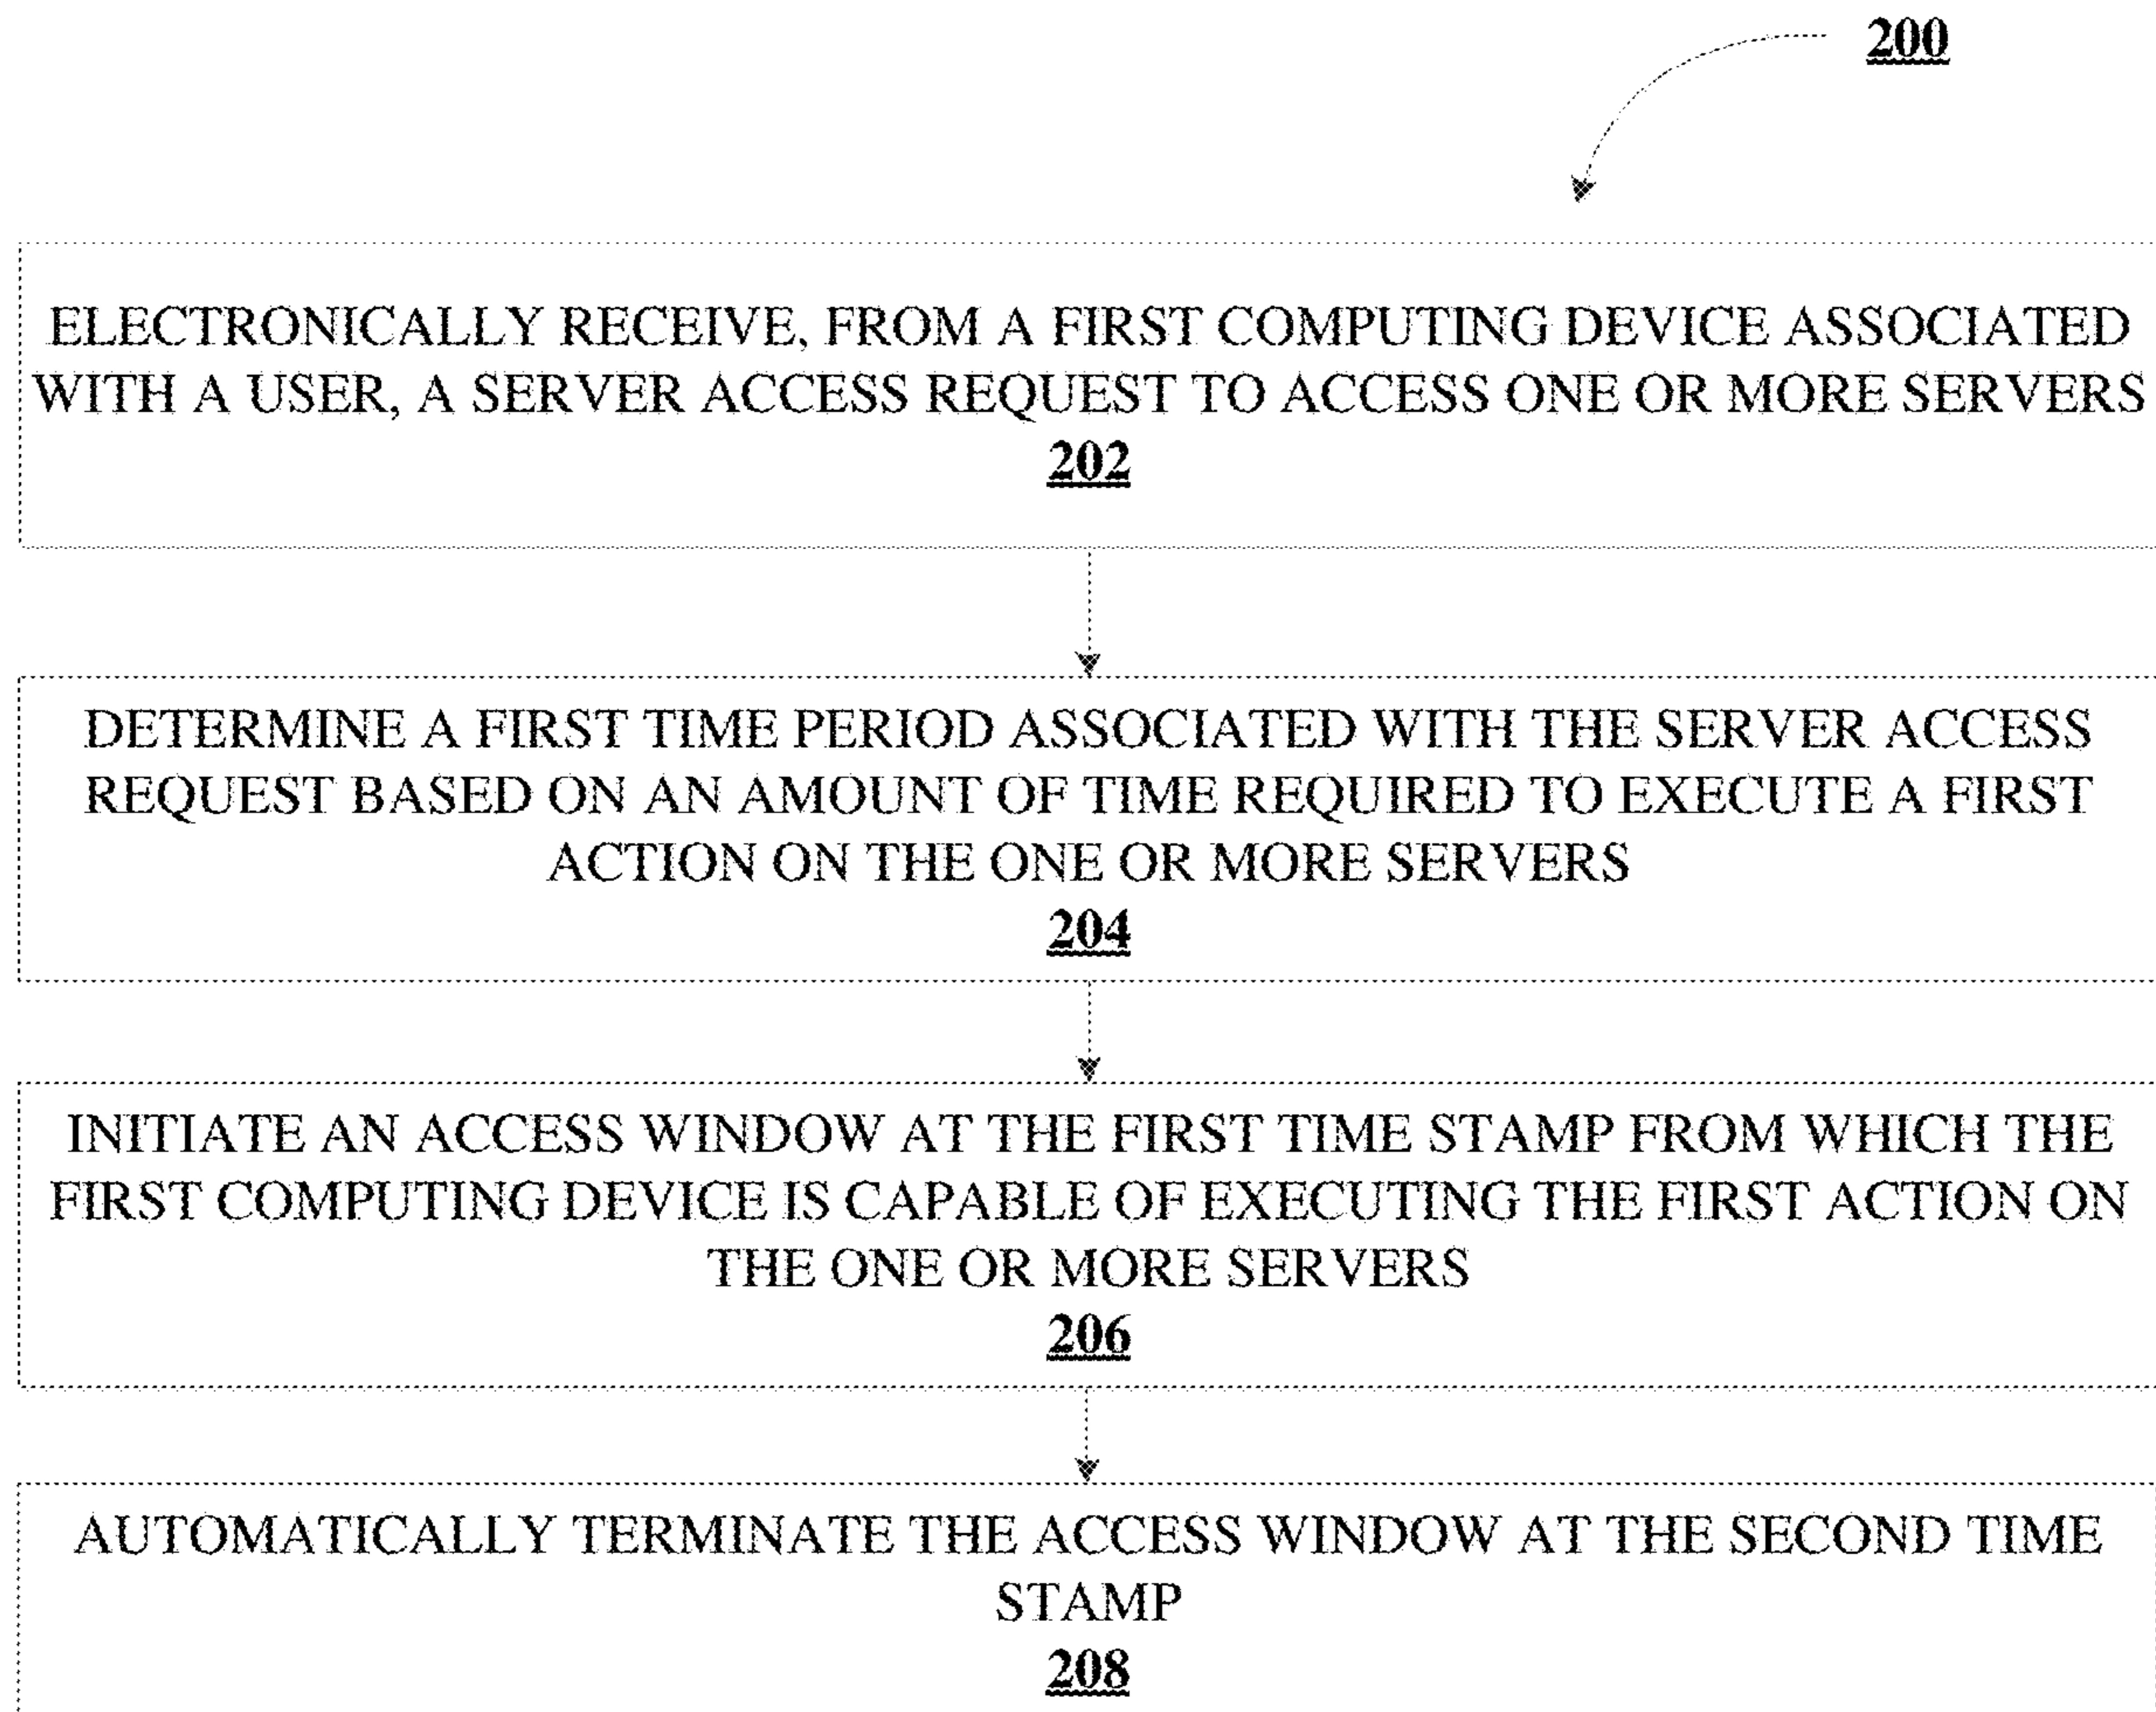 200
ELECTRONICALLY RECEIVE, FROM A FIRST COMPUTING DEVICE ASSOCIATED
WITH A USER, A SERVER ACCESS REQUEST TO ACCESS ONE OR MORE SERVERS
202
DETERMINE A FIRST TIME PERIOD ASSOCIATED WITH THE SERVER ACCESS
REQUEST BASED ON AN AMOUNT OF TIME REQUIRED TO EXECUTE A FIRST
ACTION ON THE ONE OR MORE SERVERS
204
INITIATE AN ACCESS WINDOW AT THE FIRST TIME STAMP FROM WHICH THE
FIRST COMPUTING DEVICE IS CAPABLE OF EXECUTING THE FIRST ACTION ON
THE ONE OR MORE SERVERS
206
AUTOMATICALLY TERMINATE THE ACCESS WINDOW AT THE SECOND TIME
STAMP
208